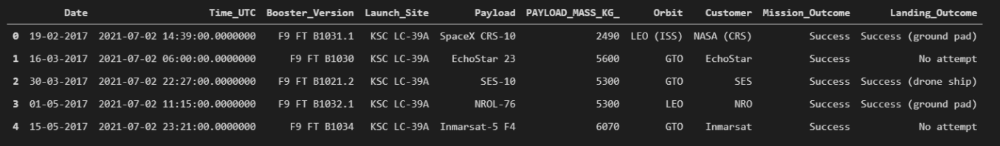 Date Time_UTC Booster_Version Launch_Site Payload PAYLOAD_MASS_KG_ Orbit Customer Mission_Outcome Landing_Outcome
0 19-02-2017 2021-07-02 14:39:00.0000000 F9 FT B1031.1 KSC LC-39A SpaceX CRS-10 2490 LEO (ISS) NASA (CRS) Success Success (ground pad)
1 16-03-2017 2021-07-02 06:00:00.0000000 F9 FT B1030 KSC LC-39A EchoStar 23 5600 GTO EchoStar Success No attempt
2 30-03-2017 2021-07-02 22:27:00.0000000 F9 FT B1021.2 KSC LC-39A SES-10 5300 GTO SES Success Success (drone ship)
3 01-05-2017 2021-07-02 11:15:00.0000000 F9 FT B1032.1 KSC LC-39A NROL-76 5300 LEO NRO Success Success (ground pad)
4 15-05-2017 2021-07-02 23:21:00.0000000 F9 FT B1034 KSC LC-39A Inmarsat-5 F4 6070 GTO Inmarsat Success No attempt